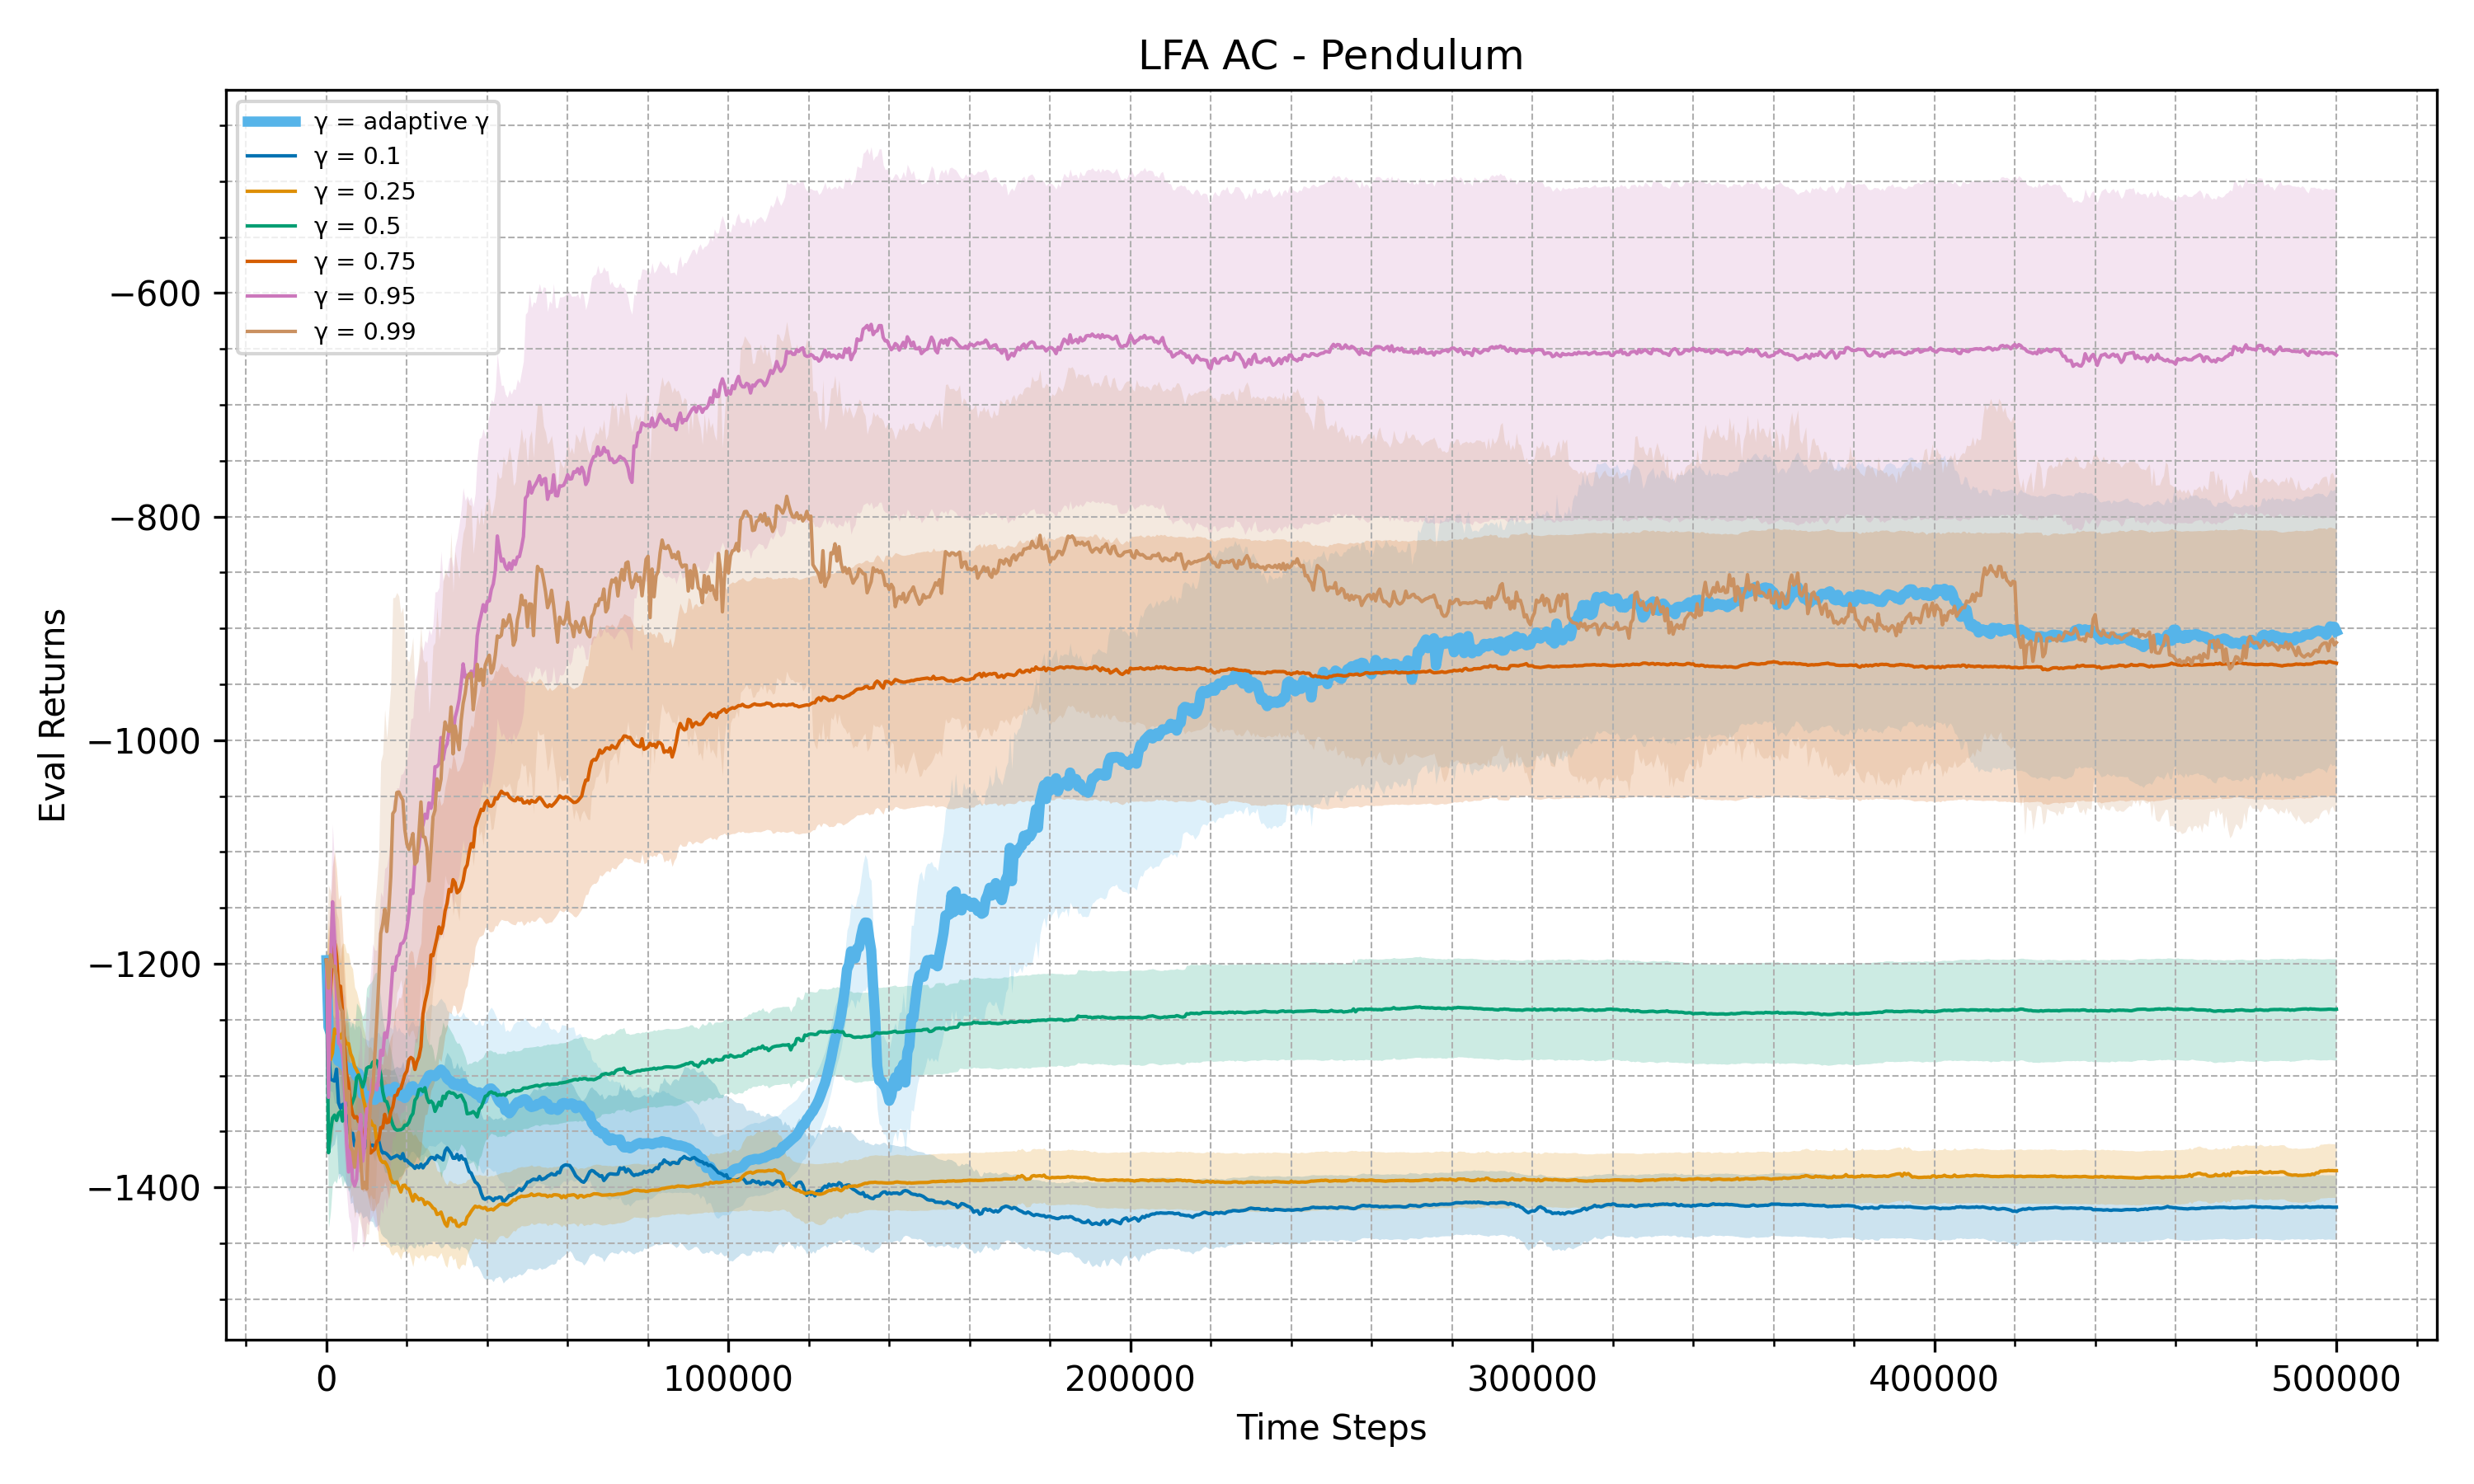 LFA AC - Pendulum
γ = adaptive γ
γ = 0.1
γ = 0.25
γ = 0.5
γ = 0.75
γ = 0.95
γ = 0.99
−600
−800
−1000
−1200
−1400
Eval Returns
0 100000 200000 300000 400000 500000
Time Steps